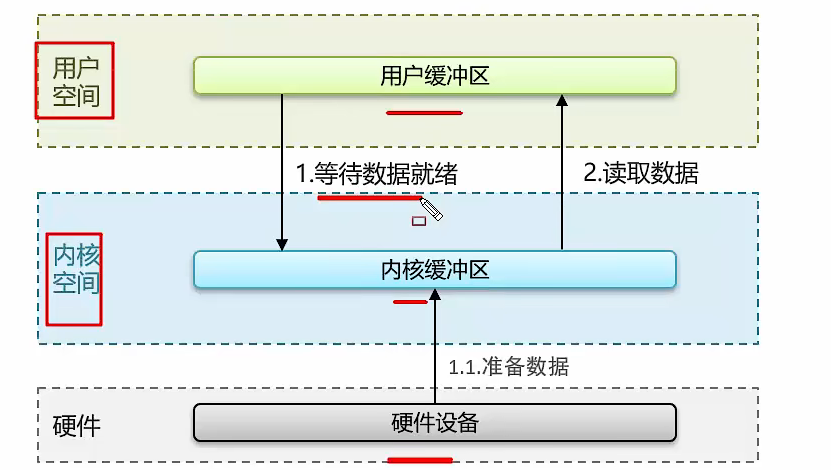 用户
空间
用户缓冲区
1.等待数据就绪
2.读取数据
内核
空间
内核缓冲区
1.1.准备数据
硬件
硬件设备